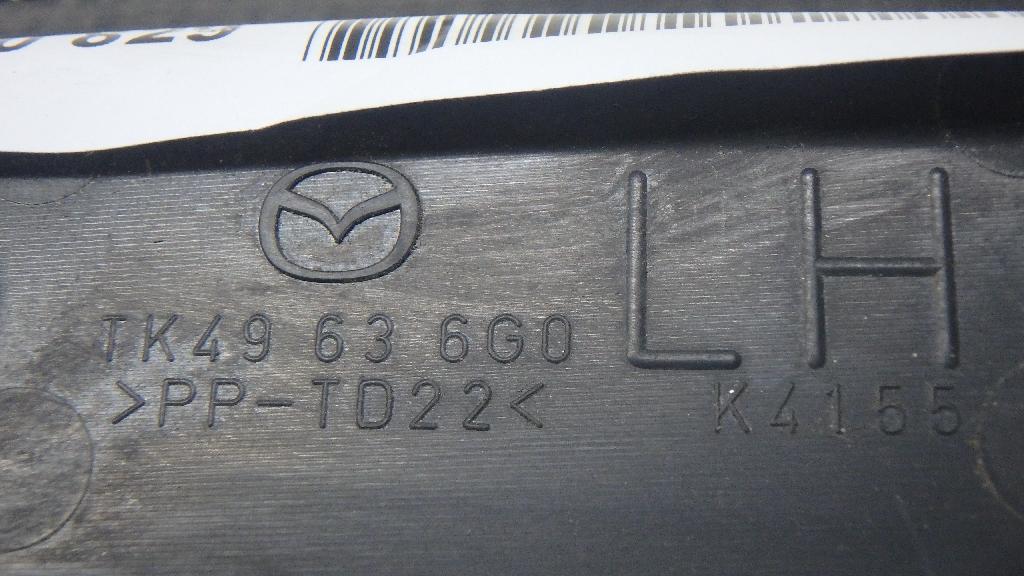 TK49 63 6G0
>PP-TD22<
LH
K4155